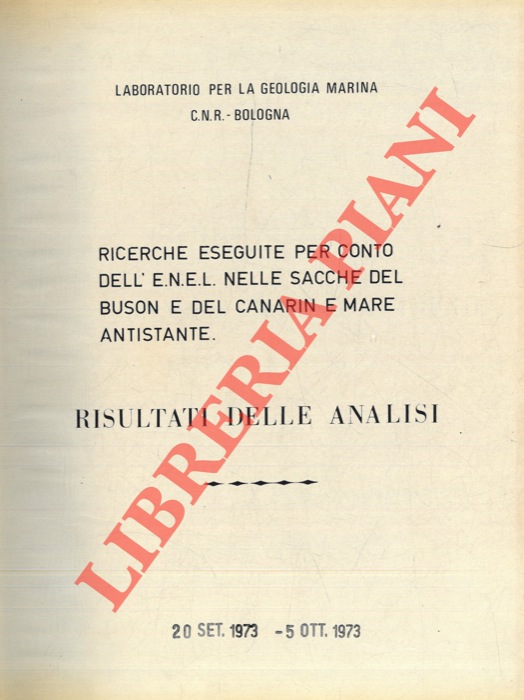 LABORATORIO PER LA GEOLOGIA MARINA
C.N.R. - BOLOGNA
RICERCHE ESEGUITE PER CONTO
DELL' E.N.E.L. NELLE SACCHE DEL
BUSON E DEL CANARIN E MARE
ANTISTANTE.
RISULTATI DELLE ANALISI
20 SET. 1973 - 5 OTT. 1973
LIBRERIA PIANI